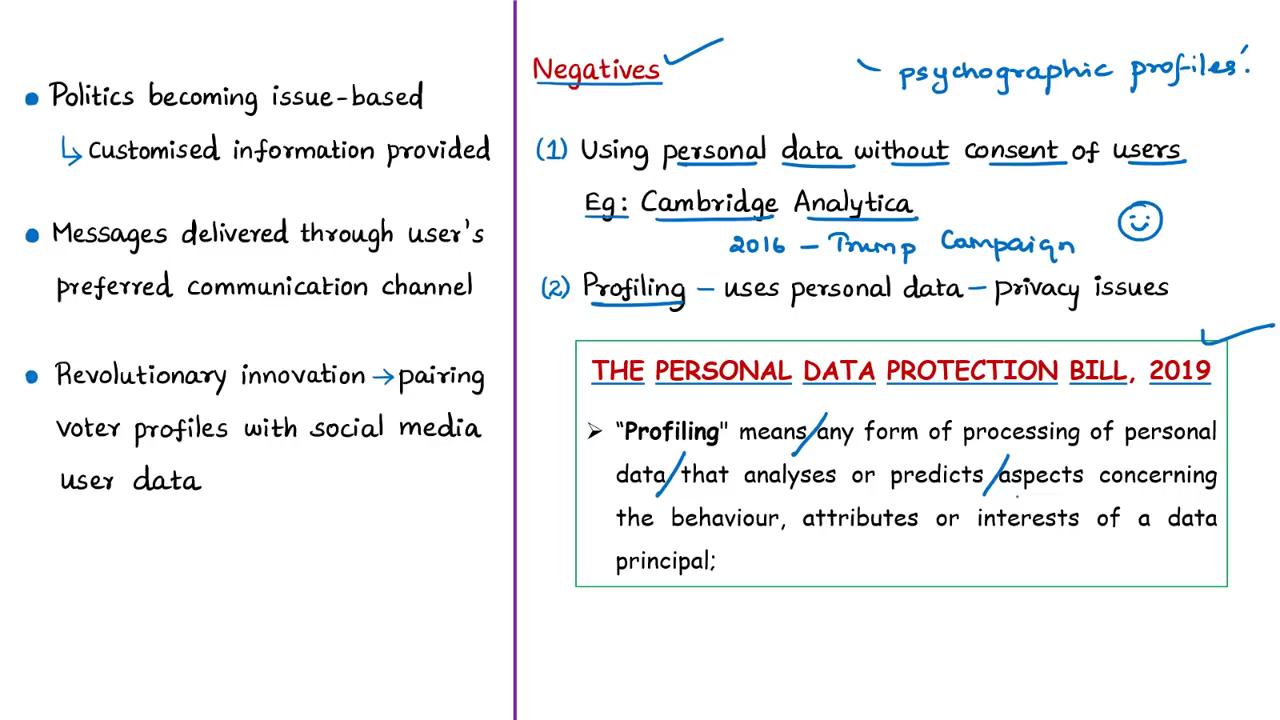 • Politics becoming issue-based
↳ customised information provided
• Messages delivered through user's
preferred communication channel
• Revolutionary innovation → pairing
voter profiles with social media
user data
Negatives ✓
psychographic profiles'.
(1) Using personal data without consent of users
Eg: Cambridge Analytica
2016 – Trump Campaign
(2) Profiling – uses personal data – privacy issues
THE PERSONAL DATA PROTECTION BILL, 2019
➢ "Profiling" means/any form of processing of personal
data/that analyses or predicts/aspects concerning
the behaviour, attributes or interests of a data
principal;